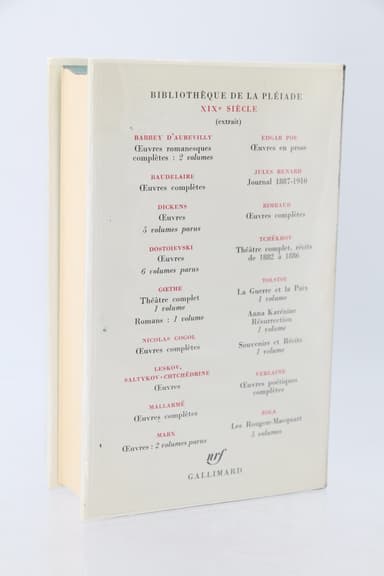 BIBLIOTHÈQUE DE LA PLÉIADE
XIXe SIÈCLE
(extrait)
BARBEY D'AUREVILLY
Œuvres romanesques
complètes : 2 volumes
BAUDELAIRE
Œuvres complètes
DICKENS
Œuvres
5 volumes parus
DOSTOIEVSKI
Œuvres
6 volumes parus
GŒTHE
Théâtre complet
1 volume
Romans : 1 volume
NICOLAS GOGOL
Œuvres complètes
LESKOV,
SALTYKOV-CHTCHÉDRINE
Œuvres
MALLARMÉ
Œuvres complètes
MARX
Œuvres : 2 volumes parus
EDGAR POE
Œuvres en prose
JULES RENARD
Journal 1887-1910
RIMBAUD
Œuvres complètes
TCHÉKHOV
Théâtre complet, récits
de 1882 à 1886
TOLSTOÏ
La Guerre et la Paix
1 volume
Anna Karénine
Résurrection
1 volume
Souvenirs et Récits
1 volume
VERLAINE
Œuvres poétiques
complètes
ZOLA
Les Rougon-Macquart
5 volumes
nrf
GALLIMARD